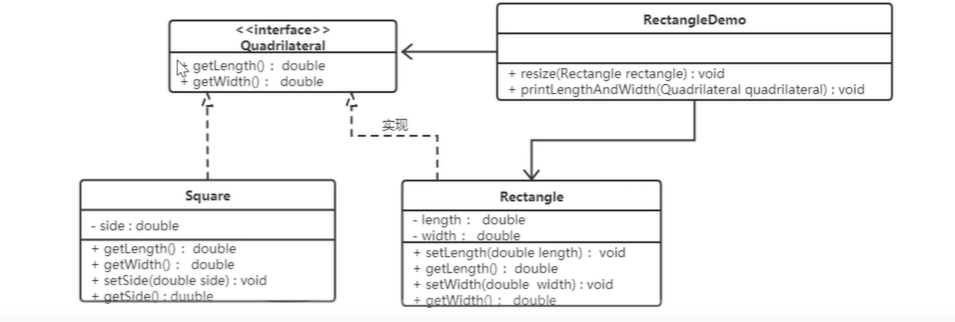 <<interface>>
Quadrilateral
+ getLength() : double
+ getWidth() : double
RectangleDemo
+ resize(Rectangle rectangle) : void
+ printLengthAndWidth(Quadrilateral quadrilateral) : void
实现
Square
- side : double
+ getLength() : double
+ getWidth() : double
+ setSide(double side) : void
+ getSide() : duuble
Rectangle
- length : double
- width : double
+ setLength(double length) : void
+ getLength() : double
+ setWidth(double width) : void
+ getWidth() : double